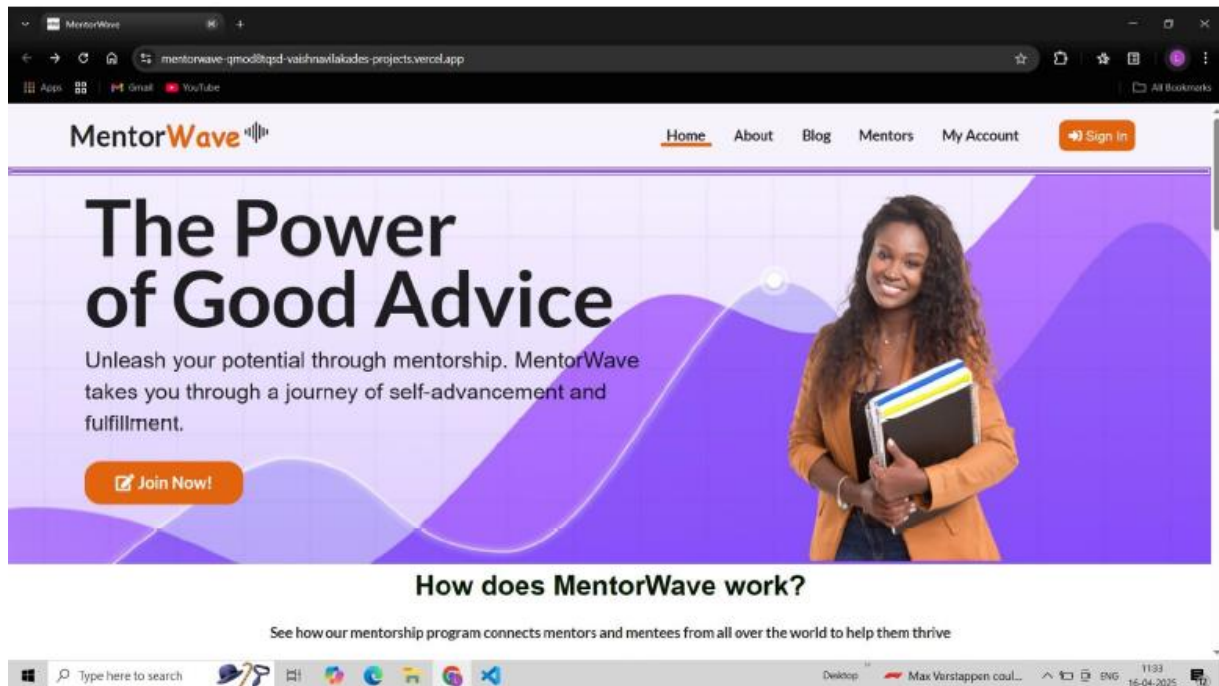 MentorWave
mentorwave-qmod8tqsd-vaishnavilakades-projects.vercel.app
Apps Gmail YouTube All Bookmarks
MentorWave Home About Blog Mentors My Account Sign In
The Power
of Good Advice
Unleash your potential through mentorship. MentorWave
takes you through a journey of self-advancement and
fulfillment.
Join Now!
How does MentorWave work?
See how our mentorship program connects mentors and mentees from all over the world to help them thrive
Type here to search Desktop Max Verstappen coul... ENG 11:33
16-04-2025